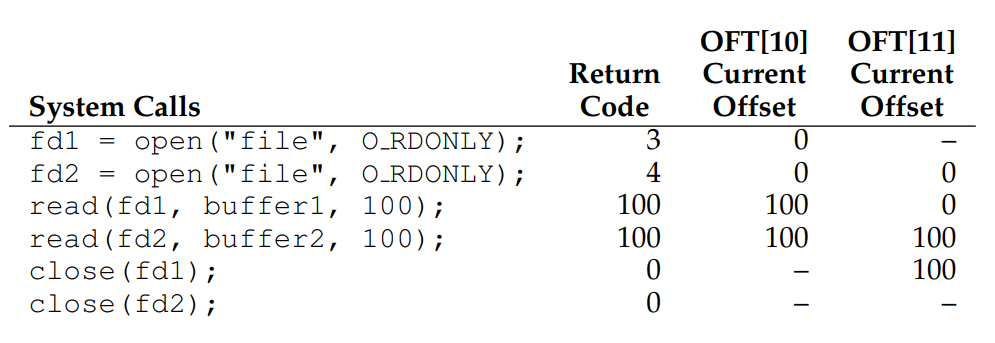 OFT[10] OFT[11]
Return Current Current
System Calls Code Offset Offset
fd1 = open("file", O_RDONLY); 3 0 –
fd2 = open("file", O_RDONLY); 4 0 0
read(fd1, buffer1, 100); 100 100 0
read(fd2, buffer2, 100); 100 100 100
close(fd1); 0 – 100
close(fd2); 0 – –